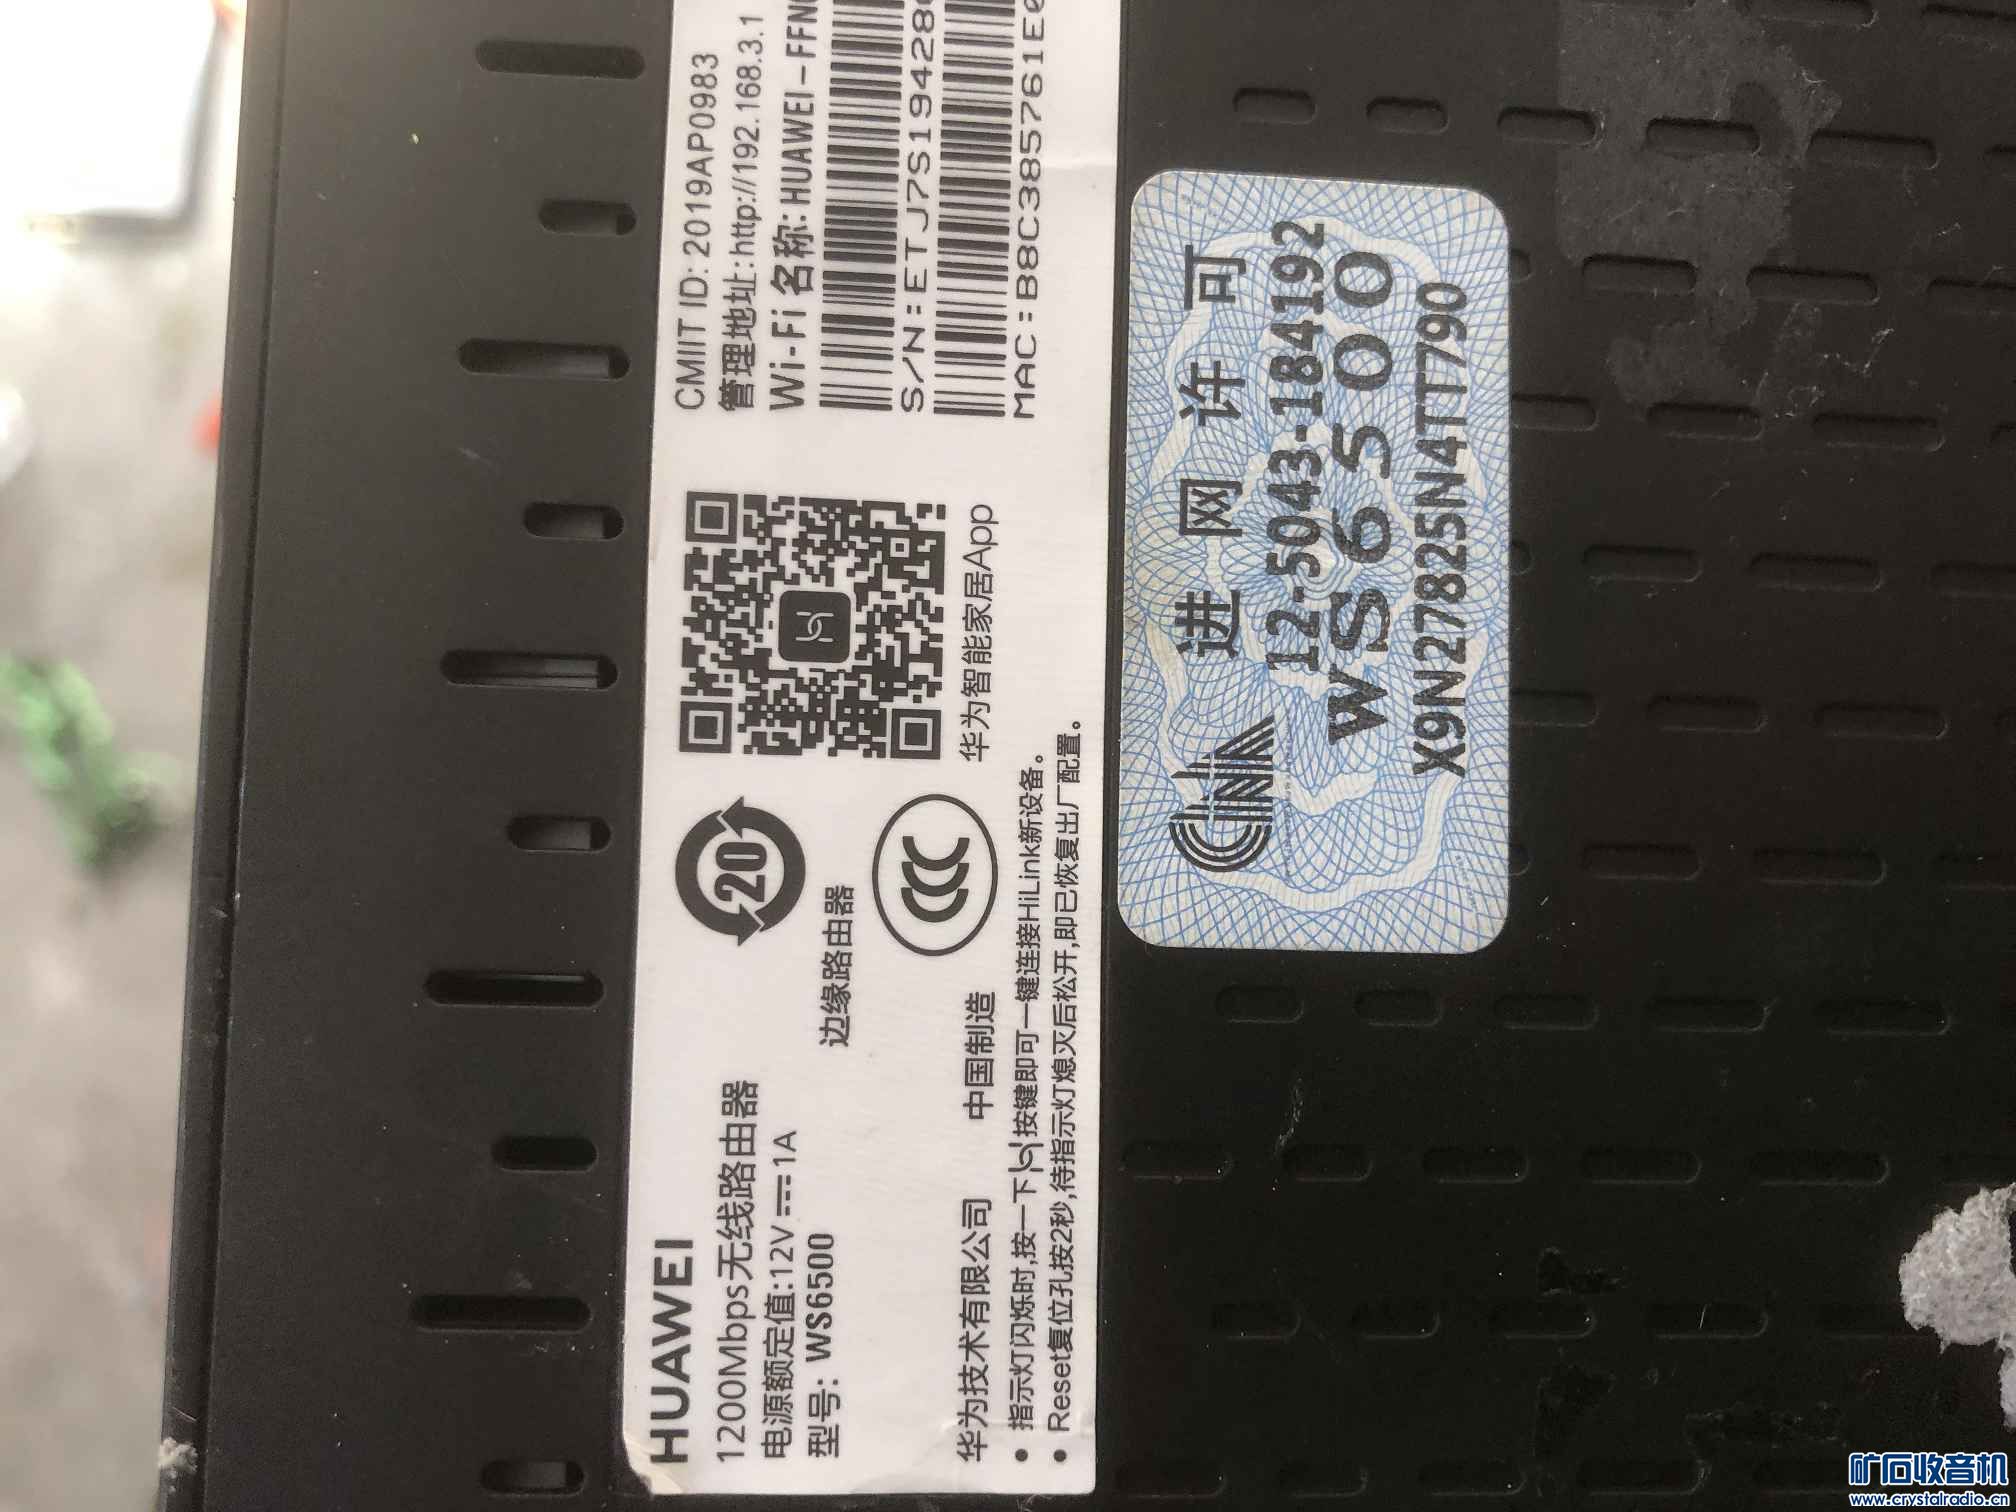 HUAWEI
1200Mbps无线路由器
电源额定值:12V⎓1A
型号: WS6500
边缘路由器
华为技术有限公司
中国制造
20
CCC
华为智能家居App
CMIIT ID: 2019AP0983
管理地址:http://192.168.3.1
Wi-Fi 名称:HUAWEI-FFN
S/N:ETJ7S19428
MAC:B8C385761E0
• 指示灯闪烁时,按一下按键即可一键连接HiLink新设备。
• Reset复位孔按2秒,待指示灯熄灭后松开,即已恢复出厂配置。
进网许可
12-5043-184192
WS6500
X9N27825N4TT790
矿石收音机
www.crystalradio.cn